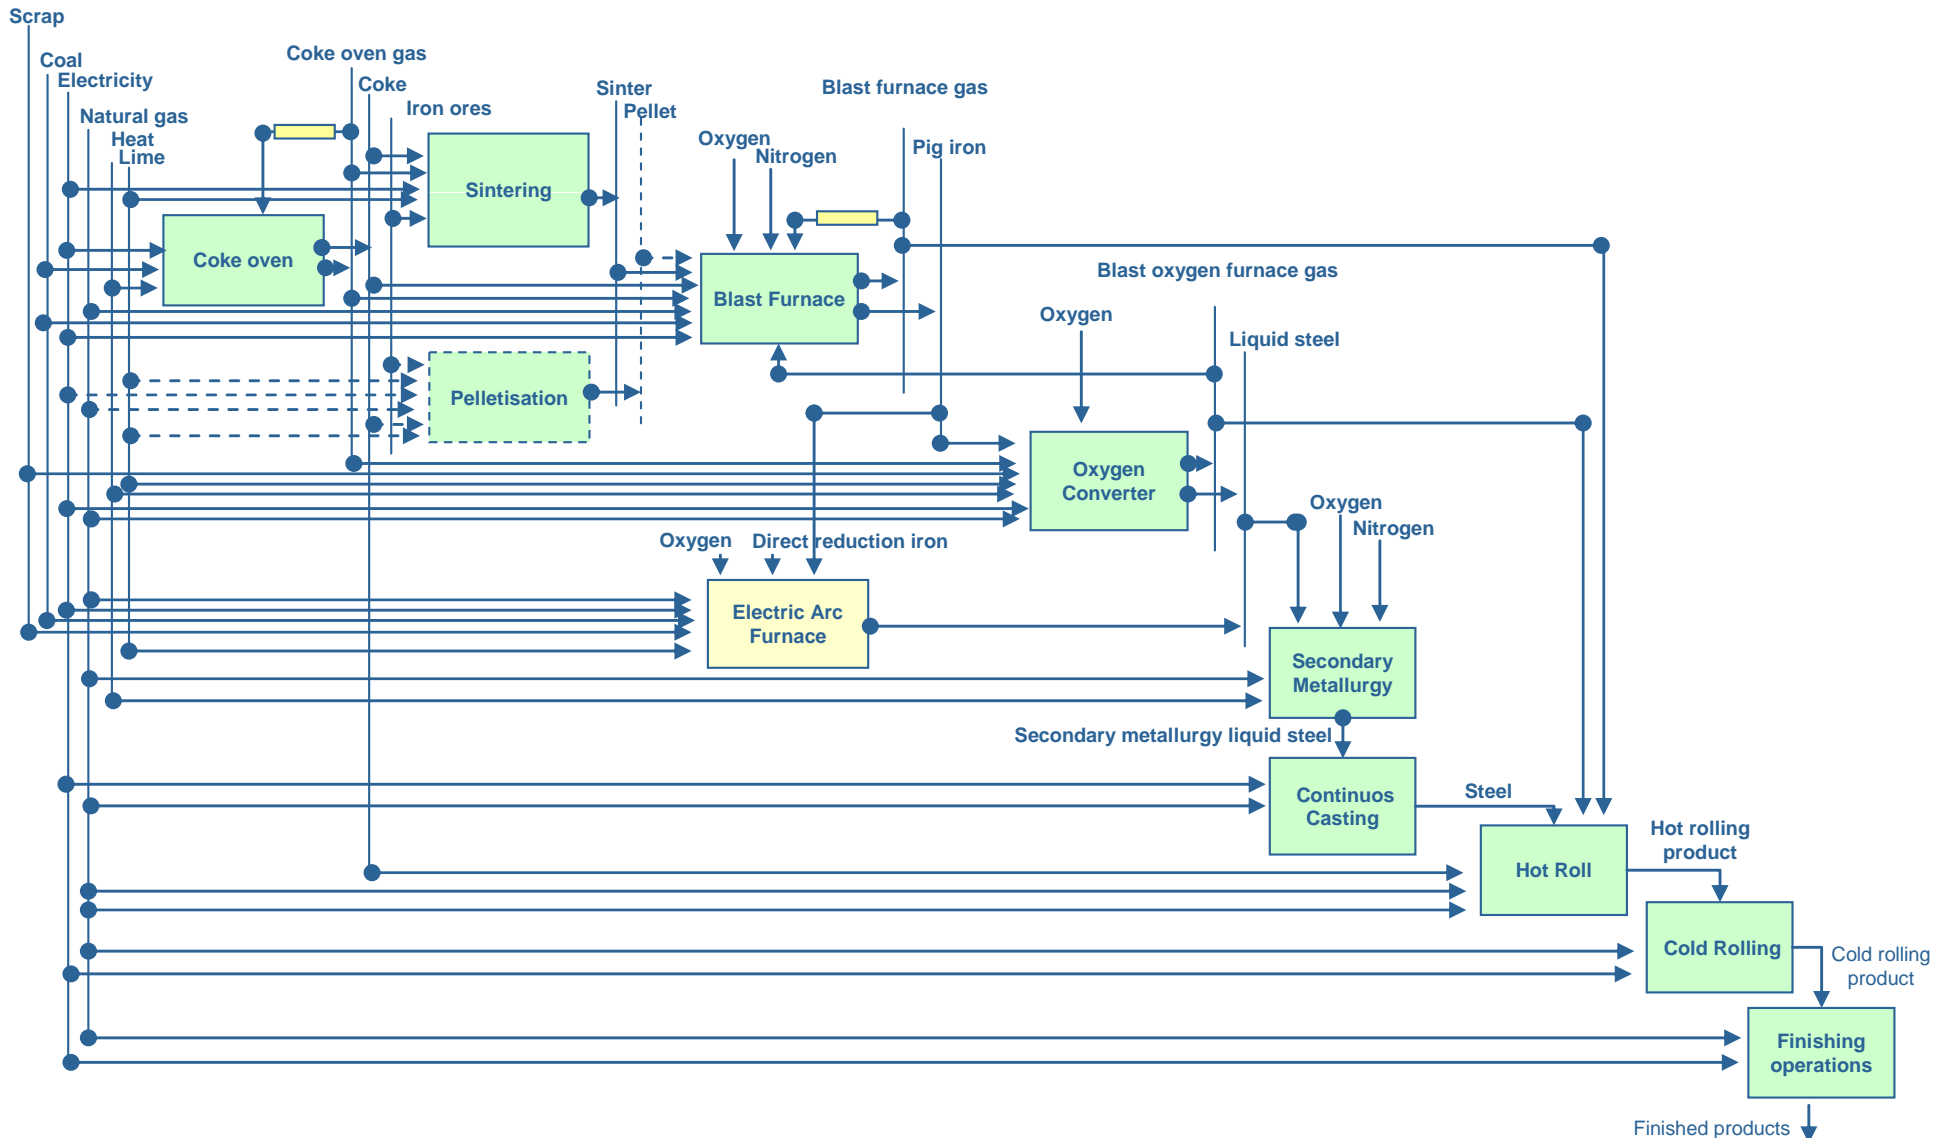 Scrap
Coal
Electricity
Natural gas
Heat
Lime
Coke oven gas
Coke
Iron ores
Sinter
Pellet
Blast furnace gas
Oxygen
Nitrogen
Pig iron
Sintering
Coke oven
Blast Furnace
Blast oxygen furnace gas
Oxygen
Liquid steel
Pelletisation
Oxygen
Converter
Oxygen
Nitrogen
Oxygen
Direct reduction iron
Electric Arc
Furnace
Secondary
Metallurgy
Secondary metallurgy liquid steel
Continuos
Casting
Steel
Hot rolling
product
Hot Roll
Cold Rolling
Cold rolling
product
Finishing
operations
Finished products